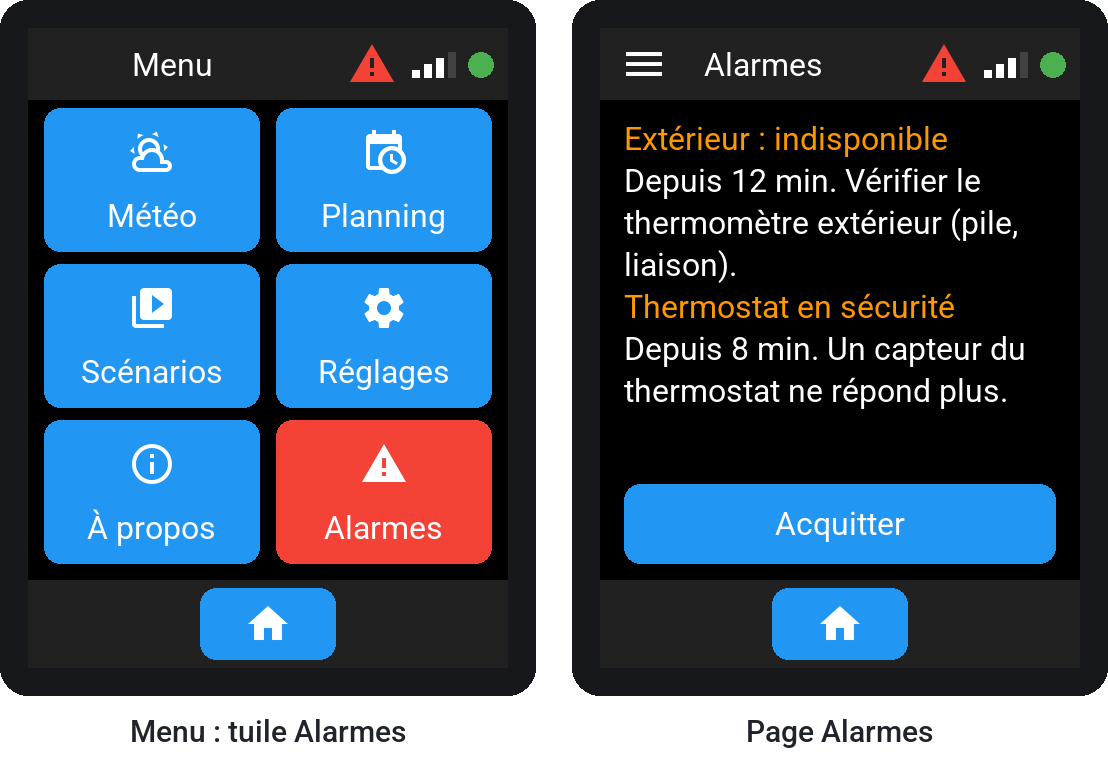 Menu
Météo
Planning
Scénarios
Réglages
À propos
Alarmes
Menu : tuile Alarmes
Alarmes
Extérieur : indisponible
Depuis 12 min. Vérifier le
thermomètre extérieur (pile,
liaison).
Thermostat en sécurité
Depuis 8 min. Un capteur du
thermostat ne répond plus.
Acquitter
Page Alarmes